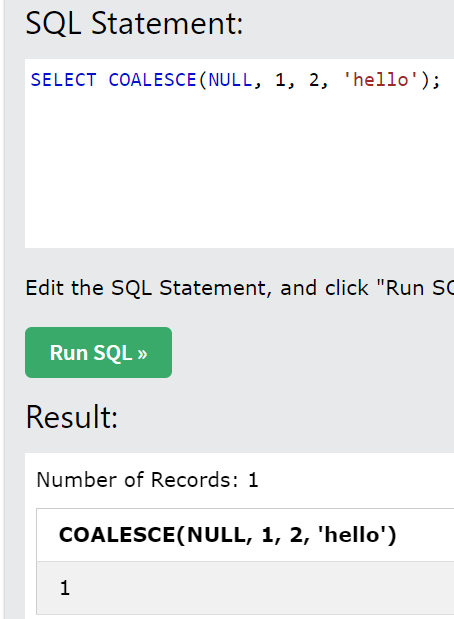 SQL Statement:
SELECT COALESCE(NULL, 1, 2, 'hello');
Edit the SQL Statement, and click "Run
Run SQL »
Result:
Number of Records: 1
COALESCE(NULL, 1, 2, 'hello')
1